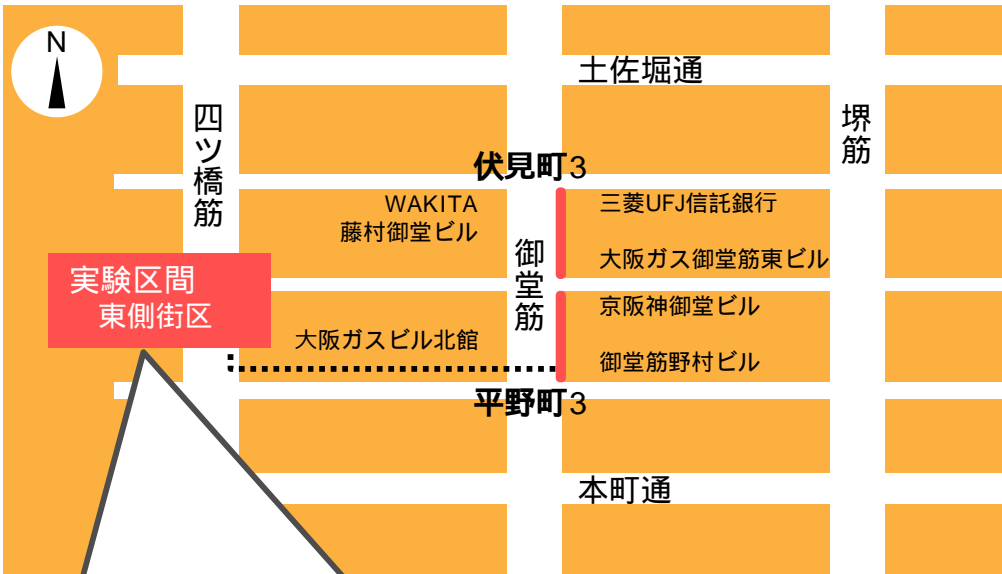 N
土佐堀通
四ツ橋筋
堺筋
伏見町3
WAKITA
藤村御堂ビル
三菱UFJ信託銀行
大阪ガス御堂筋東ビル
御堂筋
実験区間
東側街区
京阪神御堂ビル
大阪ガスビル北館
御堂筋野村ビル
平野町3
本町通